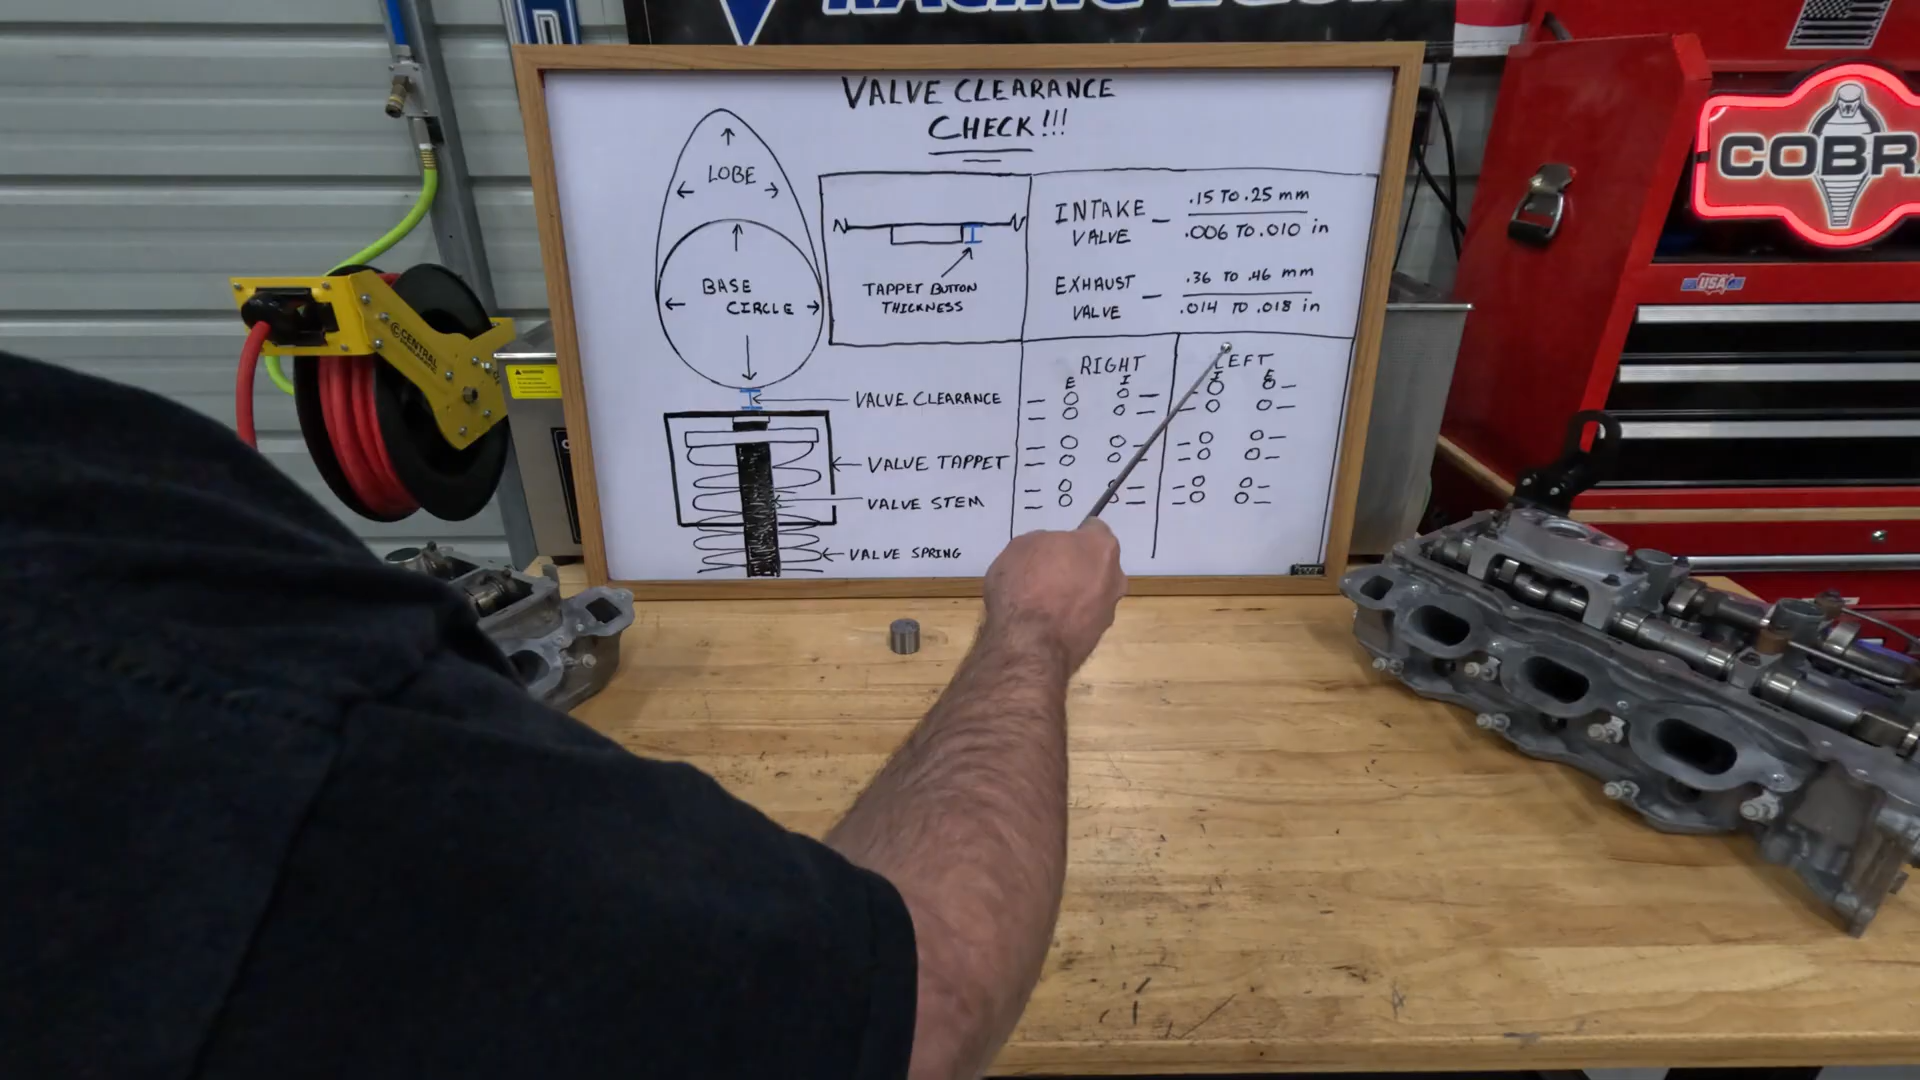 VALVE CLEARANCE
CHECK!!!
LOBE
BASE
CIRCLE
TAPPET BUTTON
THICKNESS
INTAKE
VALVE
.15 TO .25 mm
.006 TO .010 in
EXHAUST
VALVE
.36 TO .46 mm
.014 TO .018 in
RIGHT
E I
LEFT
I E
VALVE CLEARANCE
VALVE TAPPET
VALVE STEM
VALVE SPRING
CENTRAL
WARNING
COBR
USA